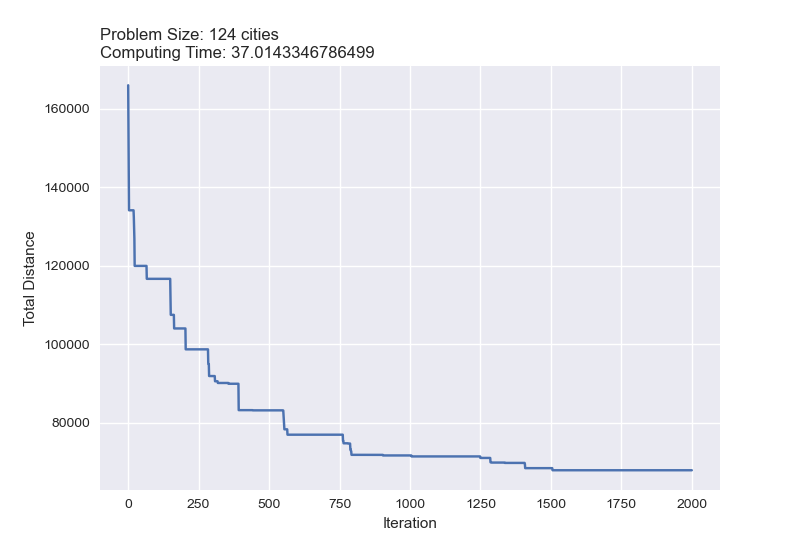 Problem Size: 124 cities
Computing Time: 37.0143346786499
160000
140000
120000
100000
80000
Total Distance
0 250 500 750 1000 1250 1500 1750 2000
Iteration